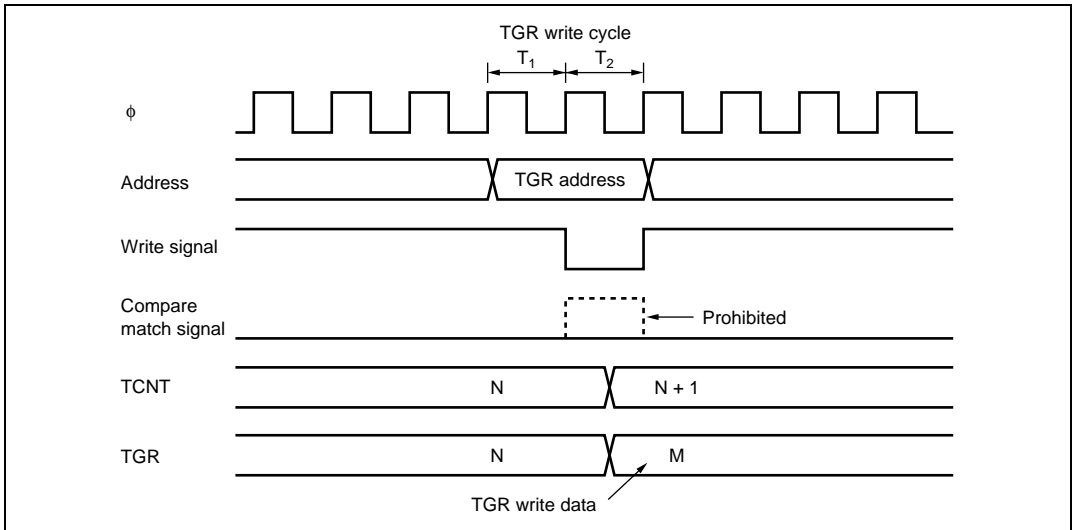 TGR write cycle
T1 T2
ϕ
Address
TGR address
Write signal
Compare
match signal
Prohibited
TCNT
N
N + 1
TGR
N
M
TGR write data